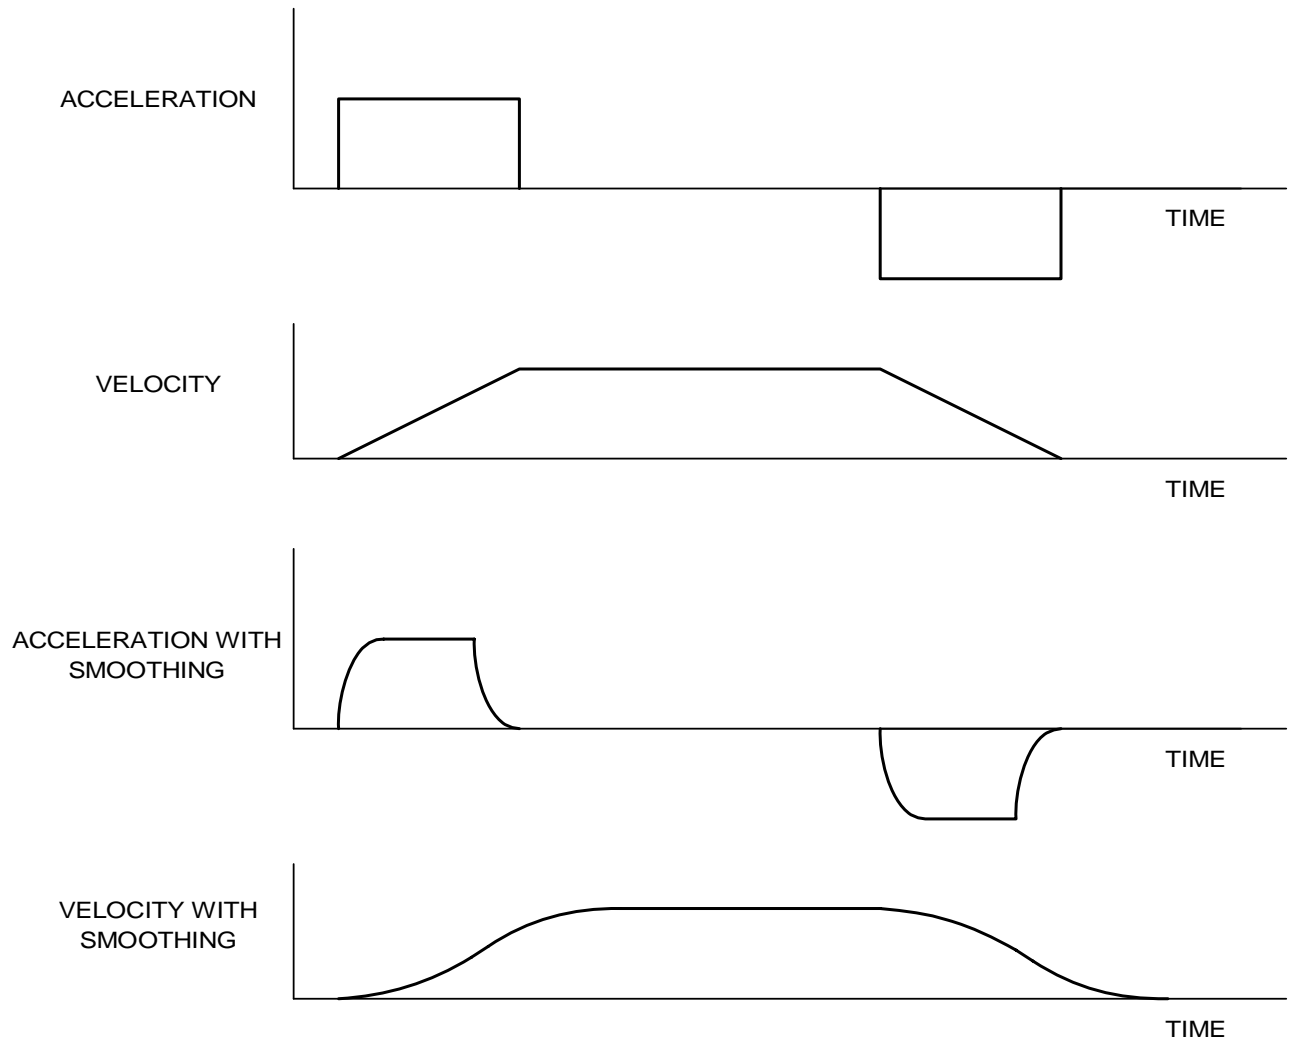 ACCELERATION
TIME
VELOCITY
TIME
ACCELERATION WITH
SMOOTHING
TIME
VELOCITY WITH
SMOOTHING
TIME